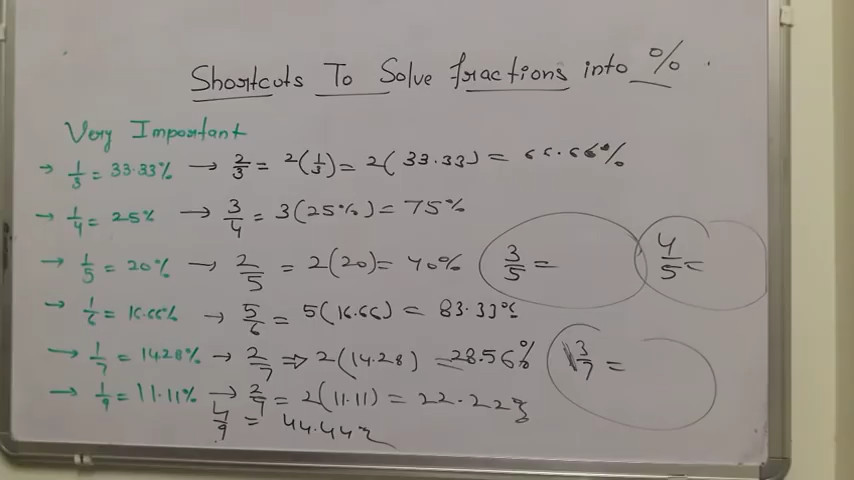 Shortcuts To Solve fractions into %.
Very Important
→ 1/3 = 33.33% → 2/3 = 2(1/3) = 2(33.33) = 66.66%
→ 1/4 = 25% → 3/4 = 3(25%) = 75%
→ 1/5 = 20% → 2/5 = 2(20) = 40% 3/5 = 4/5 =
→ 1/6 = 16.66% → 5/6 = 5(16.66) = 83.33%
→ 1/7 = 14.28% → 2/7 ⇒ 2(14.28) = 28.56% 3/7 =
→ 1/9 = 11.11% → 2/9 = 2(11.11) = 22.22%
4/9 = 44.44%